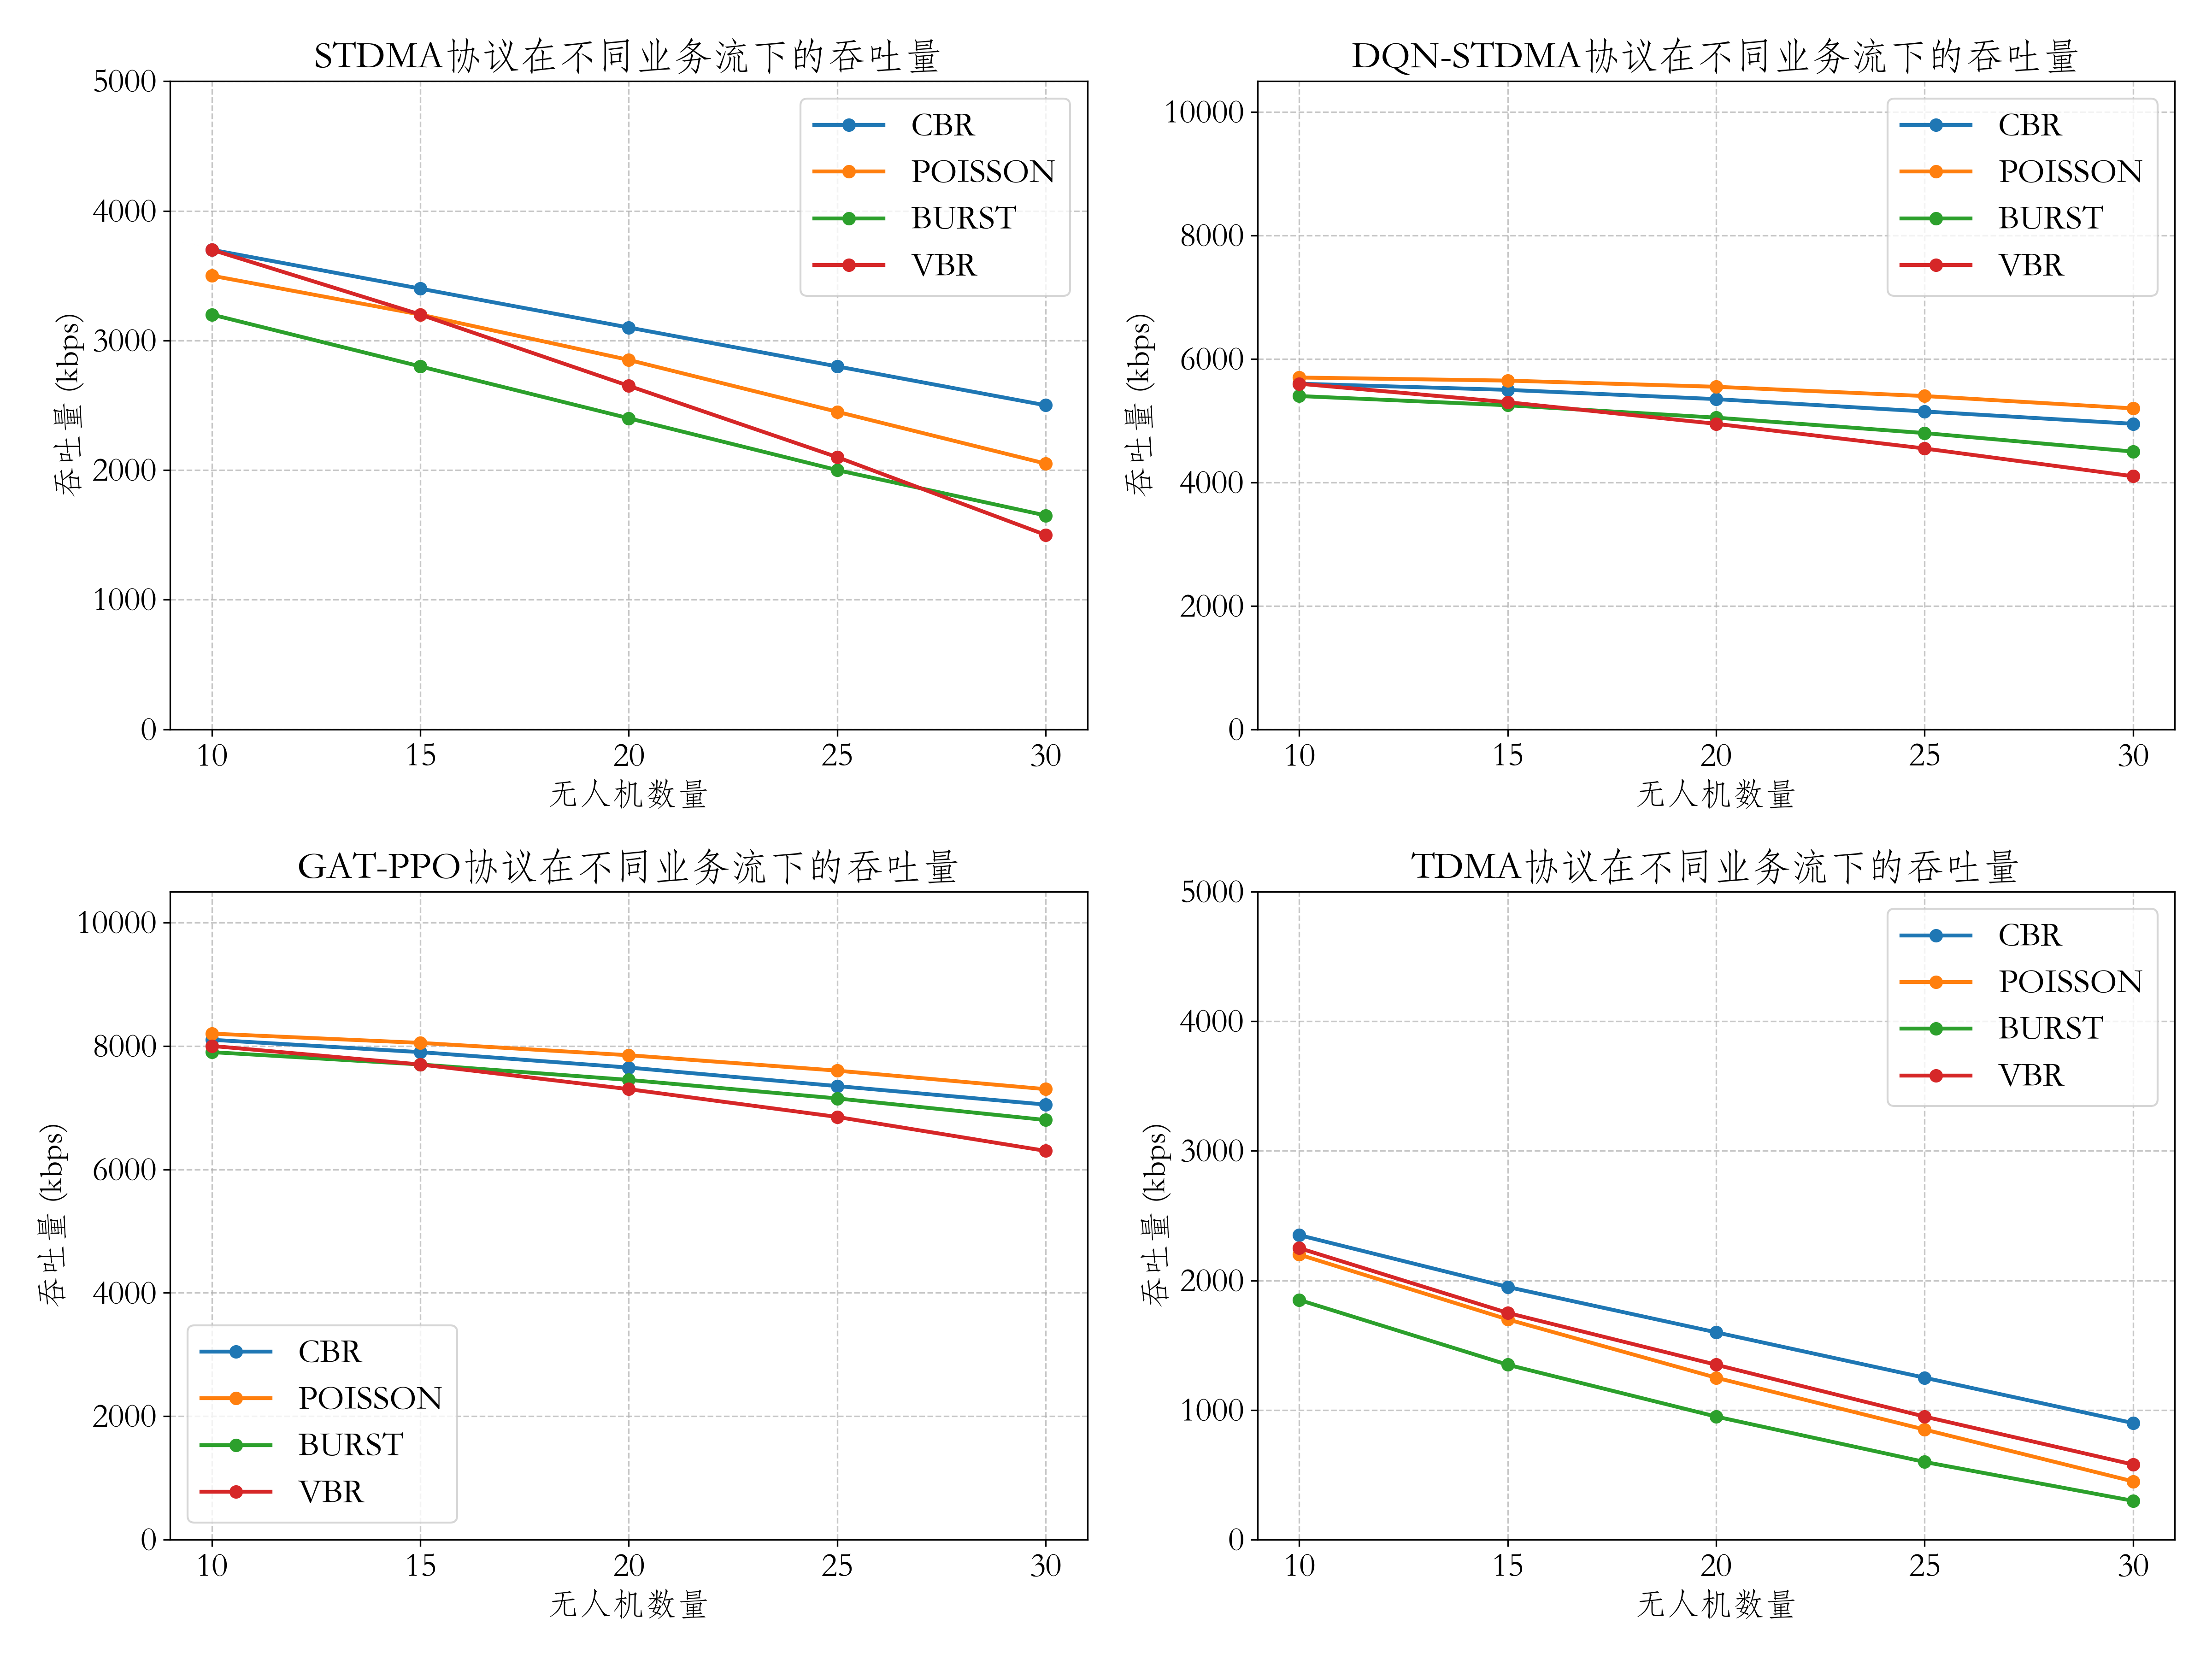 STDMA协议在不同业务流下的吞吐量
5000
4000
3000
2000
1000
0
吞吐量 (kbps)
CBR
POISSON
BURST
VBR
10 15 20 25 30
无人机数量
DQN-STDMA协议在不同业务流下的吞吐量
10000
8000
6000
4000
2000
0
吞吐量 (kbps)
CBR
POISSON
BURST
VBR
10 15 20 25 30
无人机数量
GAT-PPO协议在不同业务流下的吞吐量
10000
8000
6000
4000
2000
0
吞吐量 (kbps)
CBR
POISSON
BURST
VBR
10 15 20 25 30
无人机数量
TDMA协议在不同业务流下的吞吐量
5000
4000
3000
2000
1000
0
吞吐量 (kbps)
CBR
POISSON
BURST
VBR
10 15 20 25 30
无人机数量